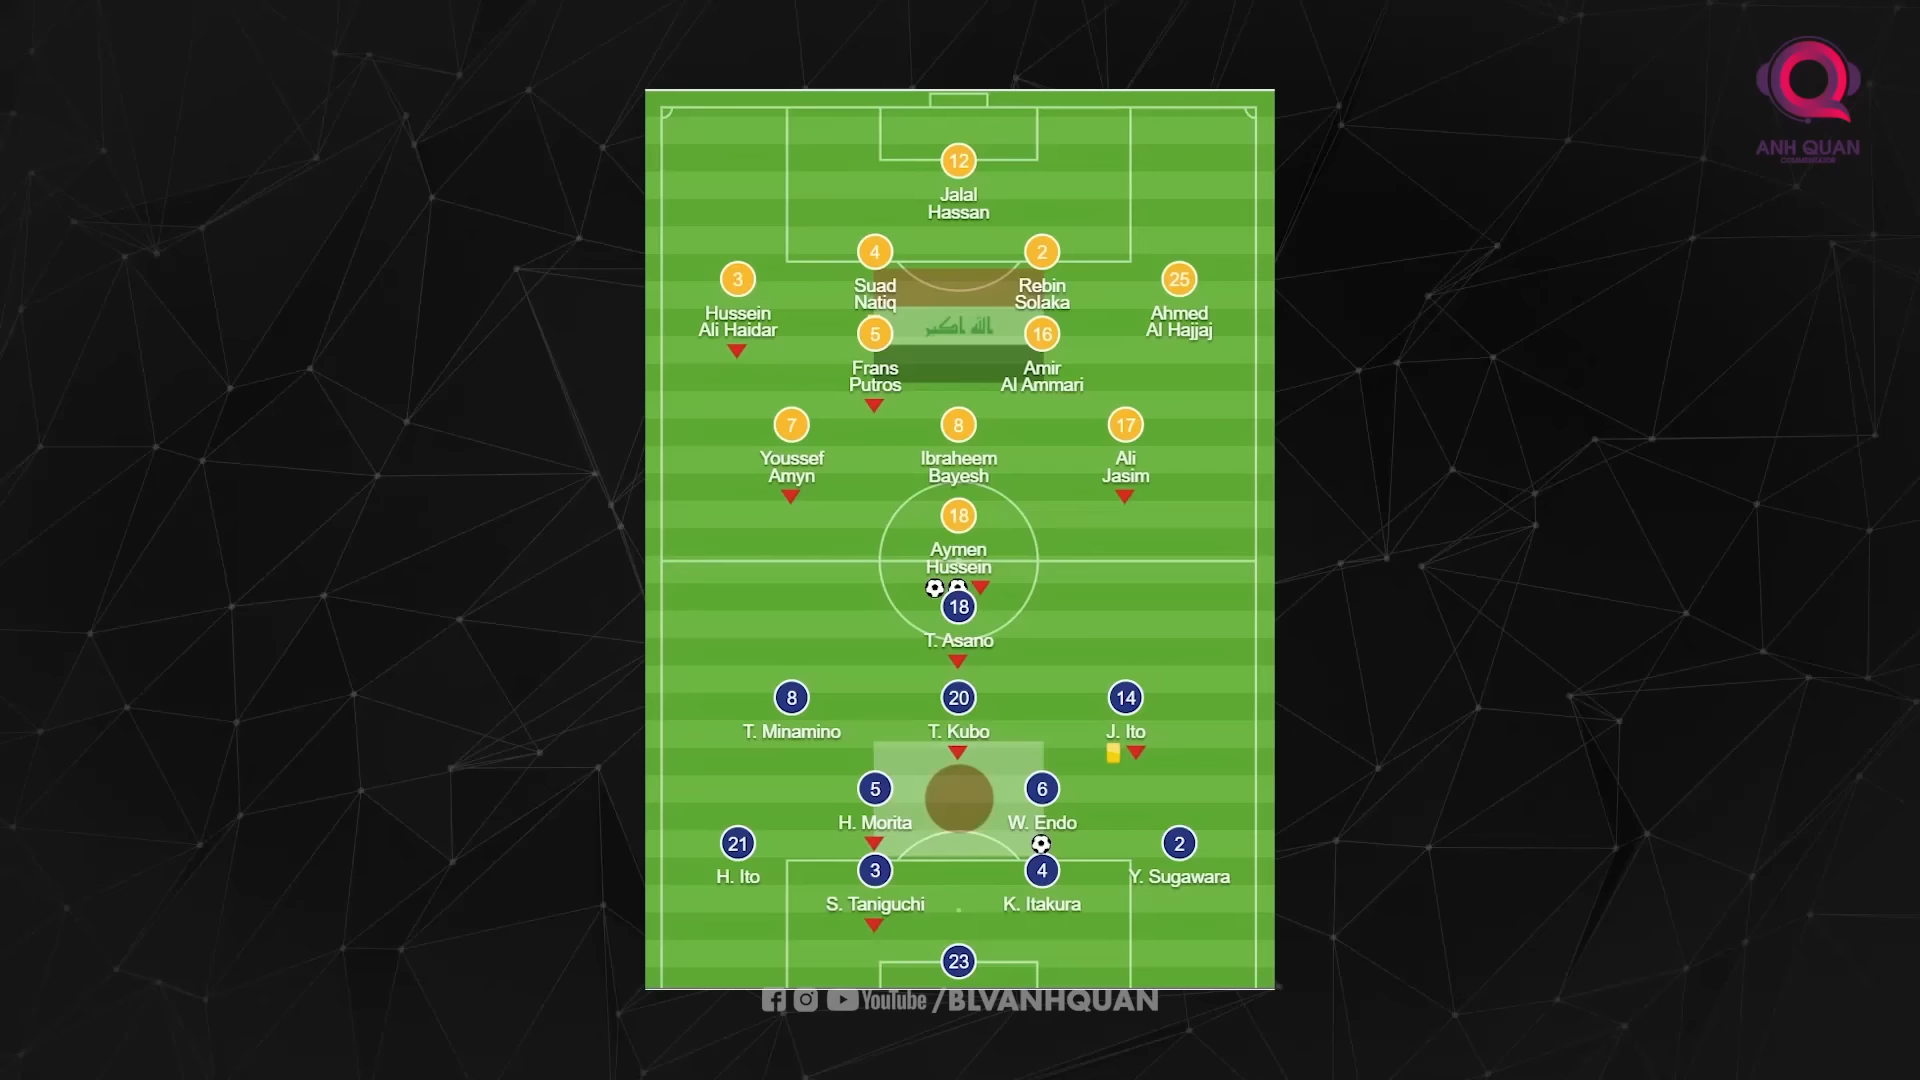 ANH QUAN
COMMENTATOR
12
Jalal
Hassan
4
2
3
25
Suad
Natiq
Rebin
Solaka
Hussein
Ali Haidar
Ahmed
Al Hajjaj
الله اكبر
5
16
Frans
Putros
Amir
Al Ammari
7
8
17
Youssef
Amyn
Ibraheem
Bayesh
Ali
Jasim
18
Aymen
Hussein
18
T. Asano
8
20
14
T. Minamino
T. Kubo
J. Ito
5
6
H. Morita
W. Endo
21
2
H. Ito
Y. Sugawara
3
4
S. Taniguchi
K. Itakura
23
YouTube /BLVANHQUAN